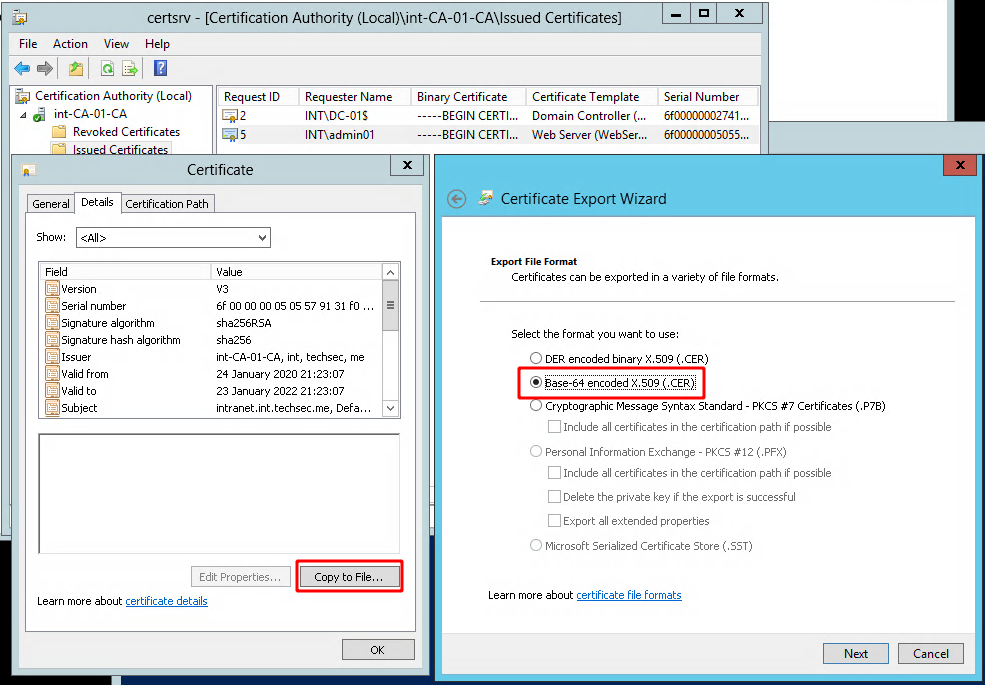 certsrv - [Certification Authority (Local)\int-CA-01-CA\Issued Certificates]
File Action View Help
Certification Authority (Local)
int-CA-01-CA
Revoked Certificates
Issued Certificates
Request ID Requester Name Binary Certificate Certificate Template Serial Number
2 INT\DC-01$ -----BEGIN CERTI... Domain Controller (... 6f00000002741...
5 INT\admin01 -----BEGIN CERTI... Web Server (WebSer... 6f00000005055...
Certificate
General Details Certification Path
Show: <All>
Field Value
Version V3
Serial number 6f 00 00 00 05 05 57 91 31 f0 ...
Signature algorithm sha256RSA
Signature hash algorithm sha256
Issuer int-CA-01-CA, int, techsec, me
Valid from 24 January 2020 21:23:07
Valid to 23 January 2022 21:23:07
Subject intranet.int.techsec.me, Defa...
Edit Properties... Copy to File...
Learn more about certificate details
OK
Certificate Export Wizard
Export File Format
Certificates can be exported in a variety of file formats.
Select the format you want to use:
DER encoded binary X.509 (.CER)
Base-64 encoded X.509 (.CER)
Cryptographic Message Syntax Standard - PKCS #7 Certificates (.P7B)
Include all certificates in the certification path if possible
Personal Information Exchange - PKCS #12 (.PFX)
Include all certificates in the certification path if possible
Delete the private key if the export is successful
Export all extended properties
Microsoft Serialized Certificate Store (.SST)
Learn more about certificate file formats
Next Cancel